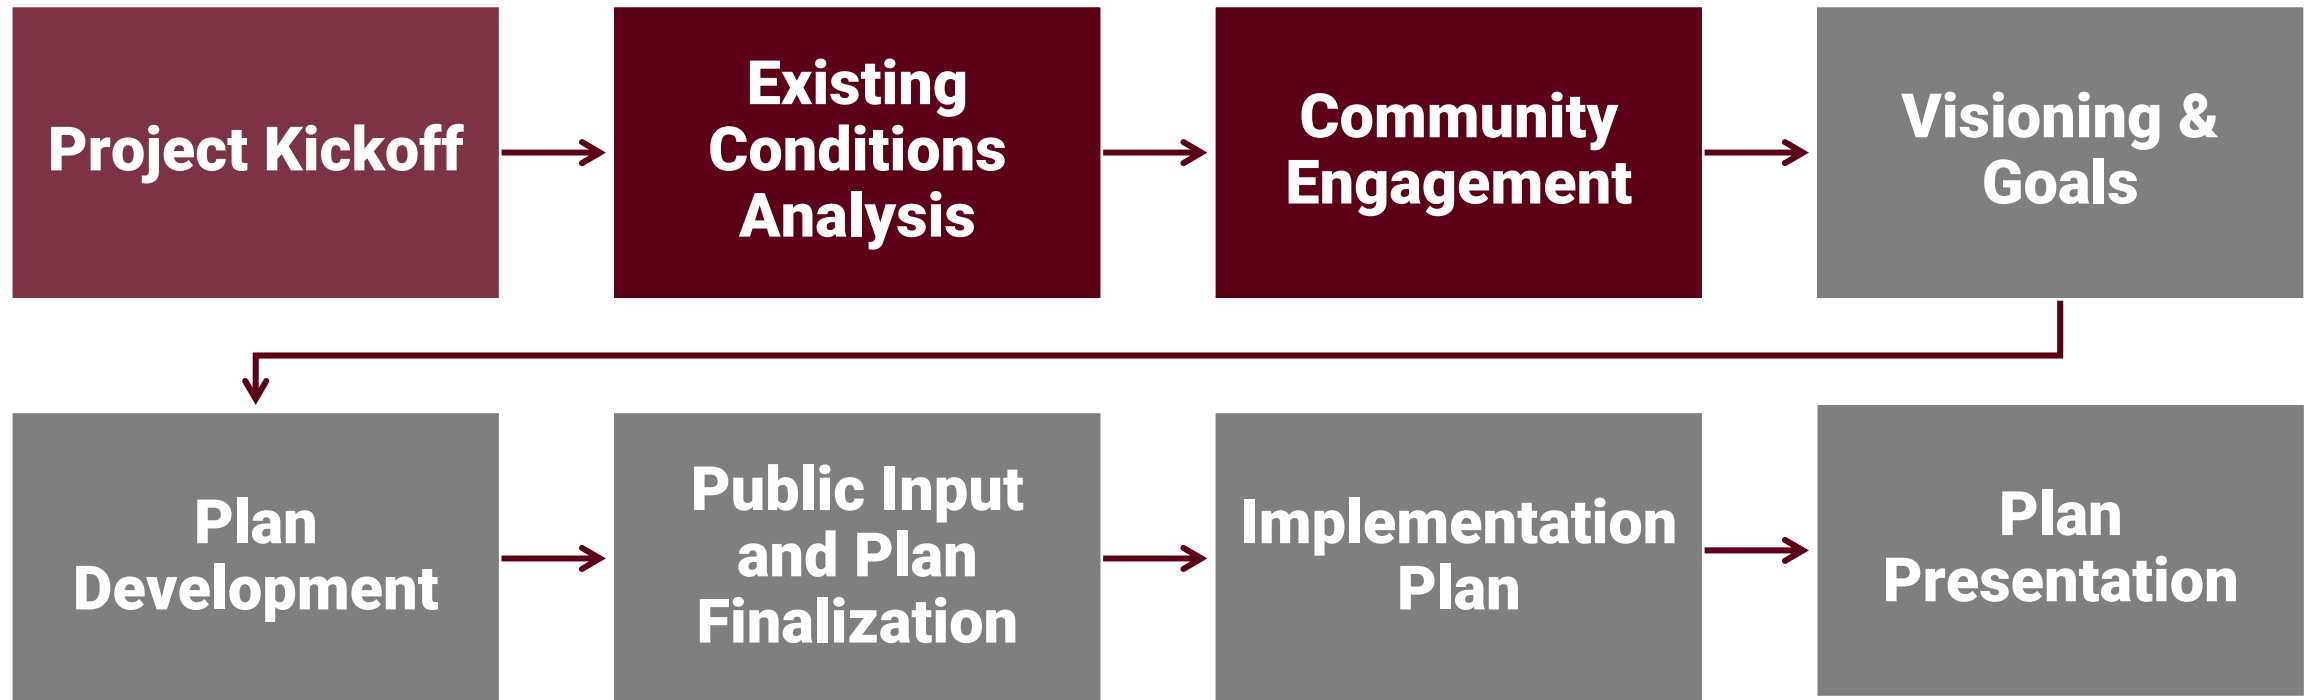 Project Kickoff
Existing
Conditions
Analysis
Community
Engagement
Visioning &
Goals
Plan
Development
Public Input
and Plan
Finalization
Implementation
Plan
Plan
Presentation